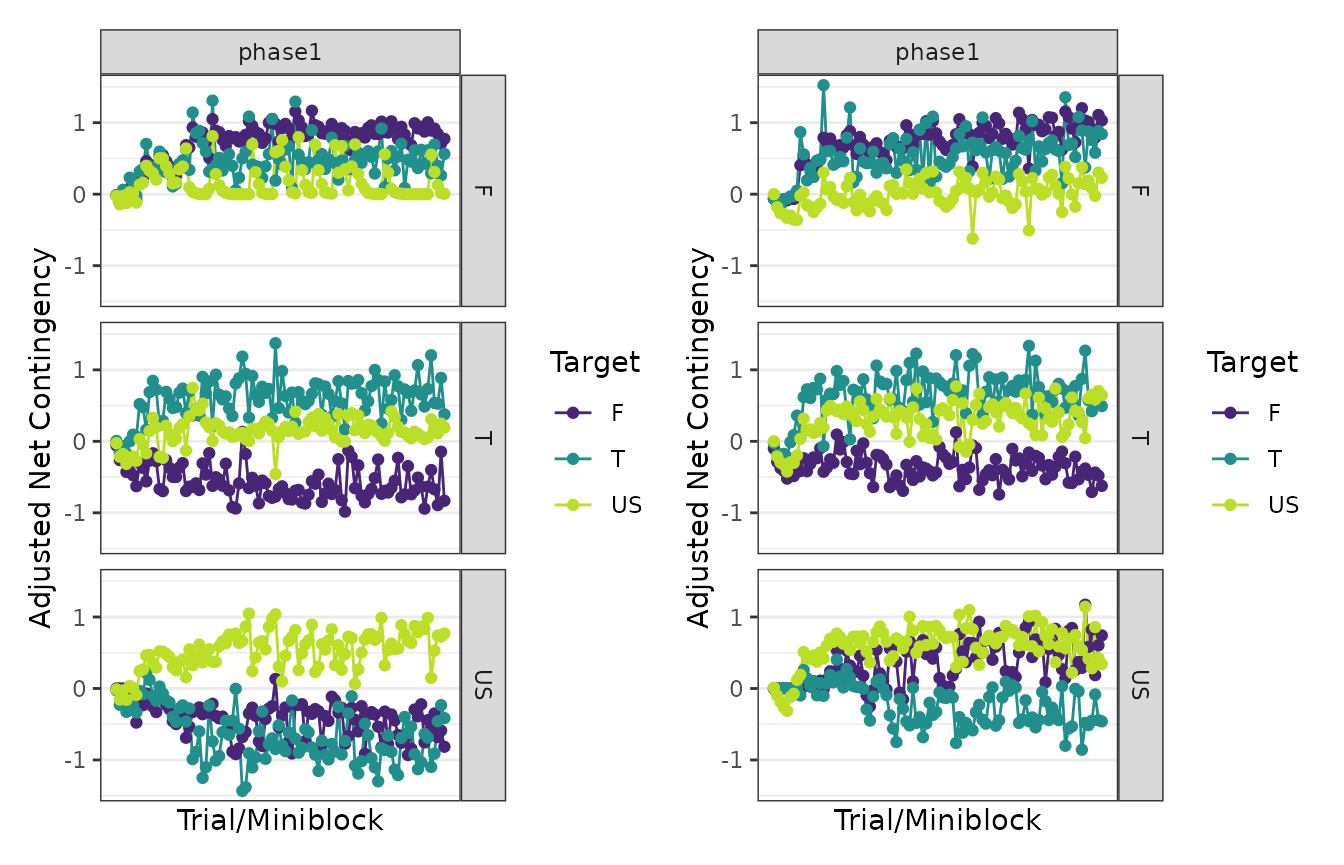 phase1
1
0
-1
F
1
0
-1
T
1
0
-1
US
Adjusted Net Contingency
Trial/Miniblock
Target
F
T
US
phase1
1
0
-1
F
1
0
-1
T
1
0
-1
US
Adjusted Net Contingency
Trial/Miniblock
Target
F
T
US